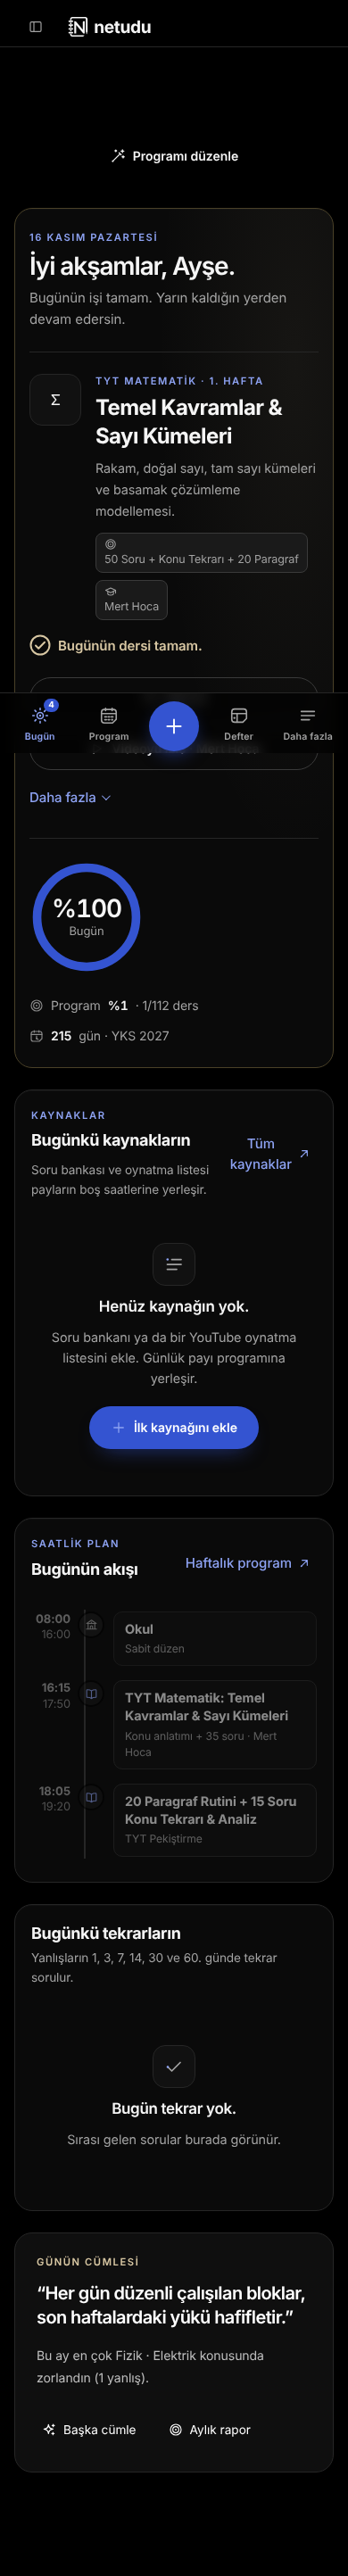 netudu
Programı düzenle
16 KASIM PAZARTESİ
İyi akşamlar, Ayşe.
Bugünün işi tamam. Yarın kaldığın yerden
devam edersin.
Σ
TYT MATEMATİK · 1. HAFTA
Temel Kavramlar &
Sayı Kümeleri
Rakam, doğal sayı, tam sayı kümeleri
ve basamak çözümleme
modellemesi.
50 Soru + Konu Tekrarı + 20 Paragraf
Mert Hoca
Bugünün dersi tamam.
4
Bugün
Program
Defter
Daha fazla
Daha fazla
%100
Bugün
Program %1 · 1/112 ders
215 gün · YKS 2027
KAYNAKLAR
Bugünkü kaynakların
Soru bankası ve oynatma listesi
payların boş saatlerine yerleşir.
Tüm
kaynaklar
Henüz kaynağın yok.
Soru bankanı ya da bir YouTube oynatma
listesini ekle. Günlük payı programına
yerleşir.
İlk kaynağını ekle
SAATLİK PLAN
Bugünün akışı
Haftalık program
08:00
16:00
Okul
Sabit düzen
16:15
17:50
TYT Matematik: Temel
Kavramlar & Sayı Kümeleri
Konu anlatımı + 35 soru · Mert
Hoca
18:05
19:20
20 Paragraf Rutini + 15 Soru
Konu Tekrarı & Analiz
TYT Pekiştirme
Bugünkü tekrarların
Yanlışların 1, 3, 7, 14, 30 ve 60. günde tekrar
sorulur.
Bugün tekrar yok.
Sırası gelen sorular burada görünür.
GÜNÜN CÜMLESİ
“Her gün düzenli çalışılan bloklar,
son haftalardaki yükü hafifletir.”
Bu ay en çok Fizik · Elektrik konusunda
zorlandın (1 yanlış).
Başka cümle
Aylık rapor